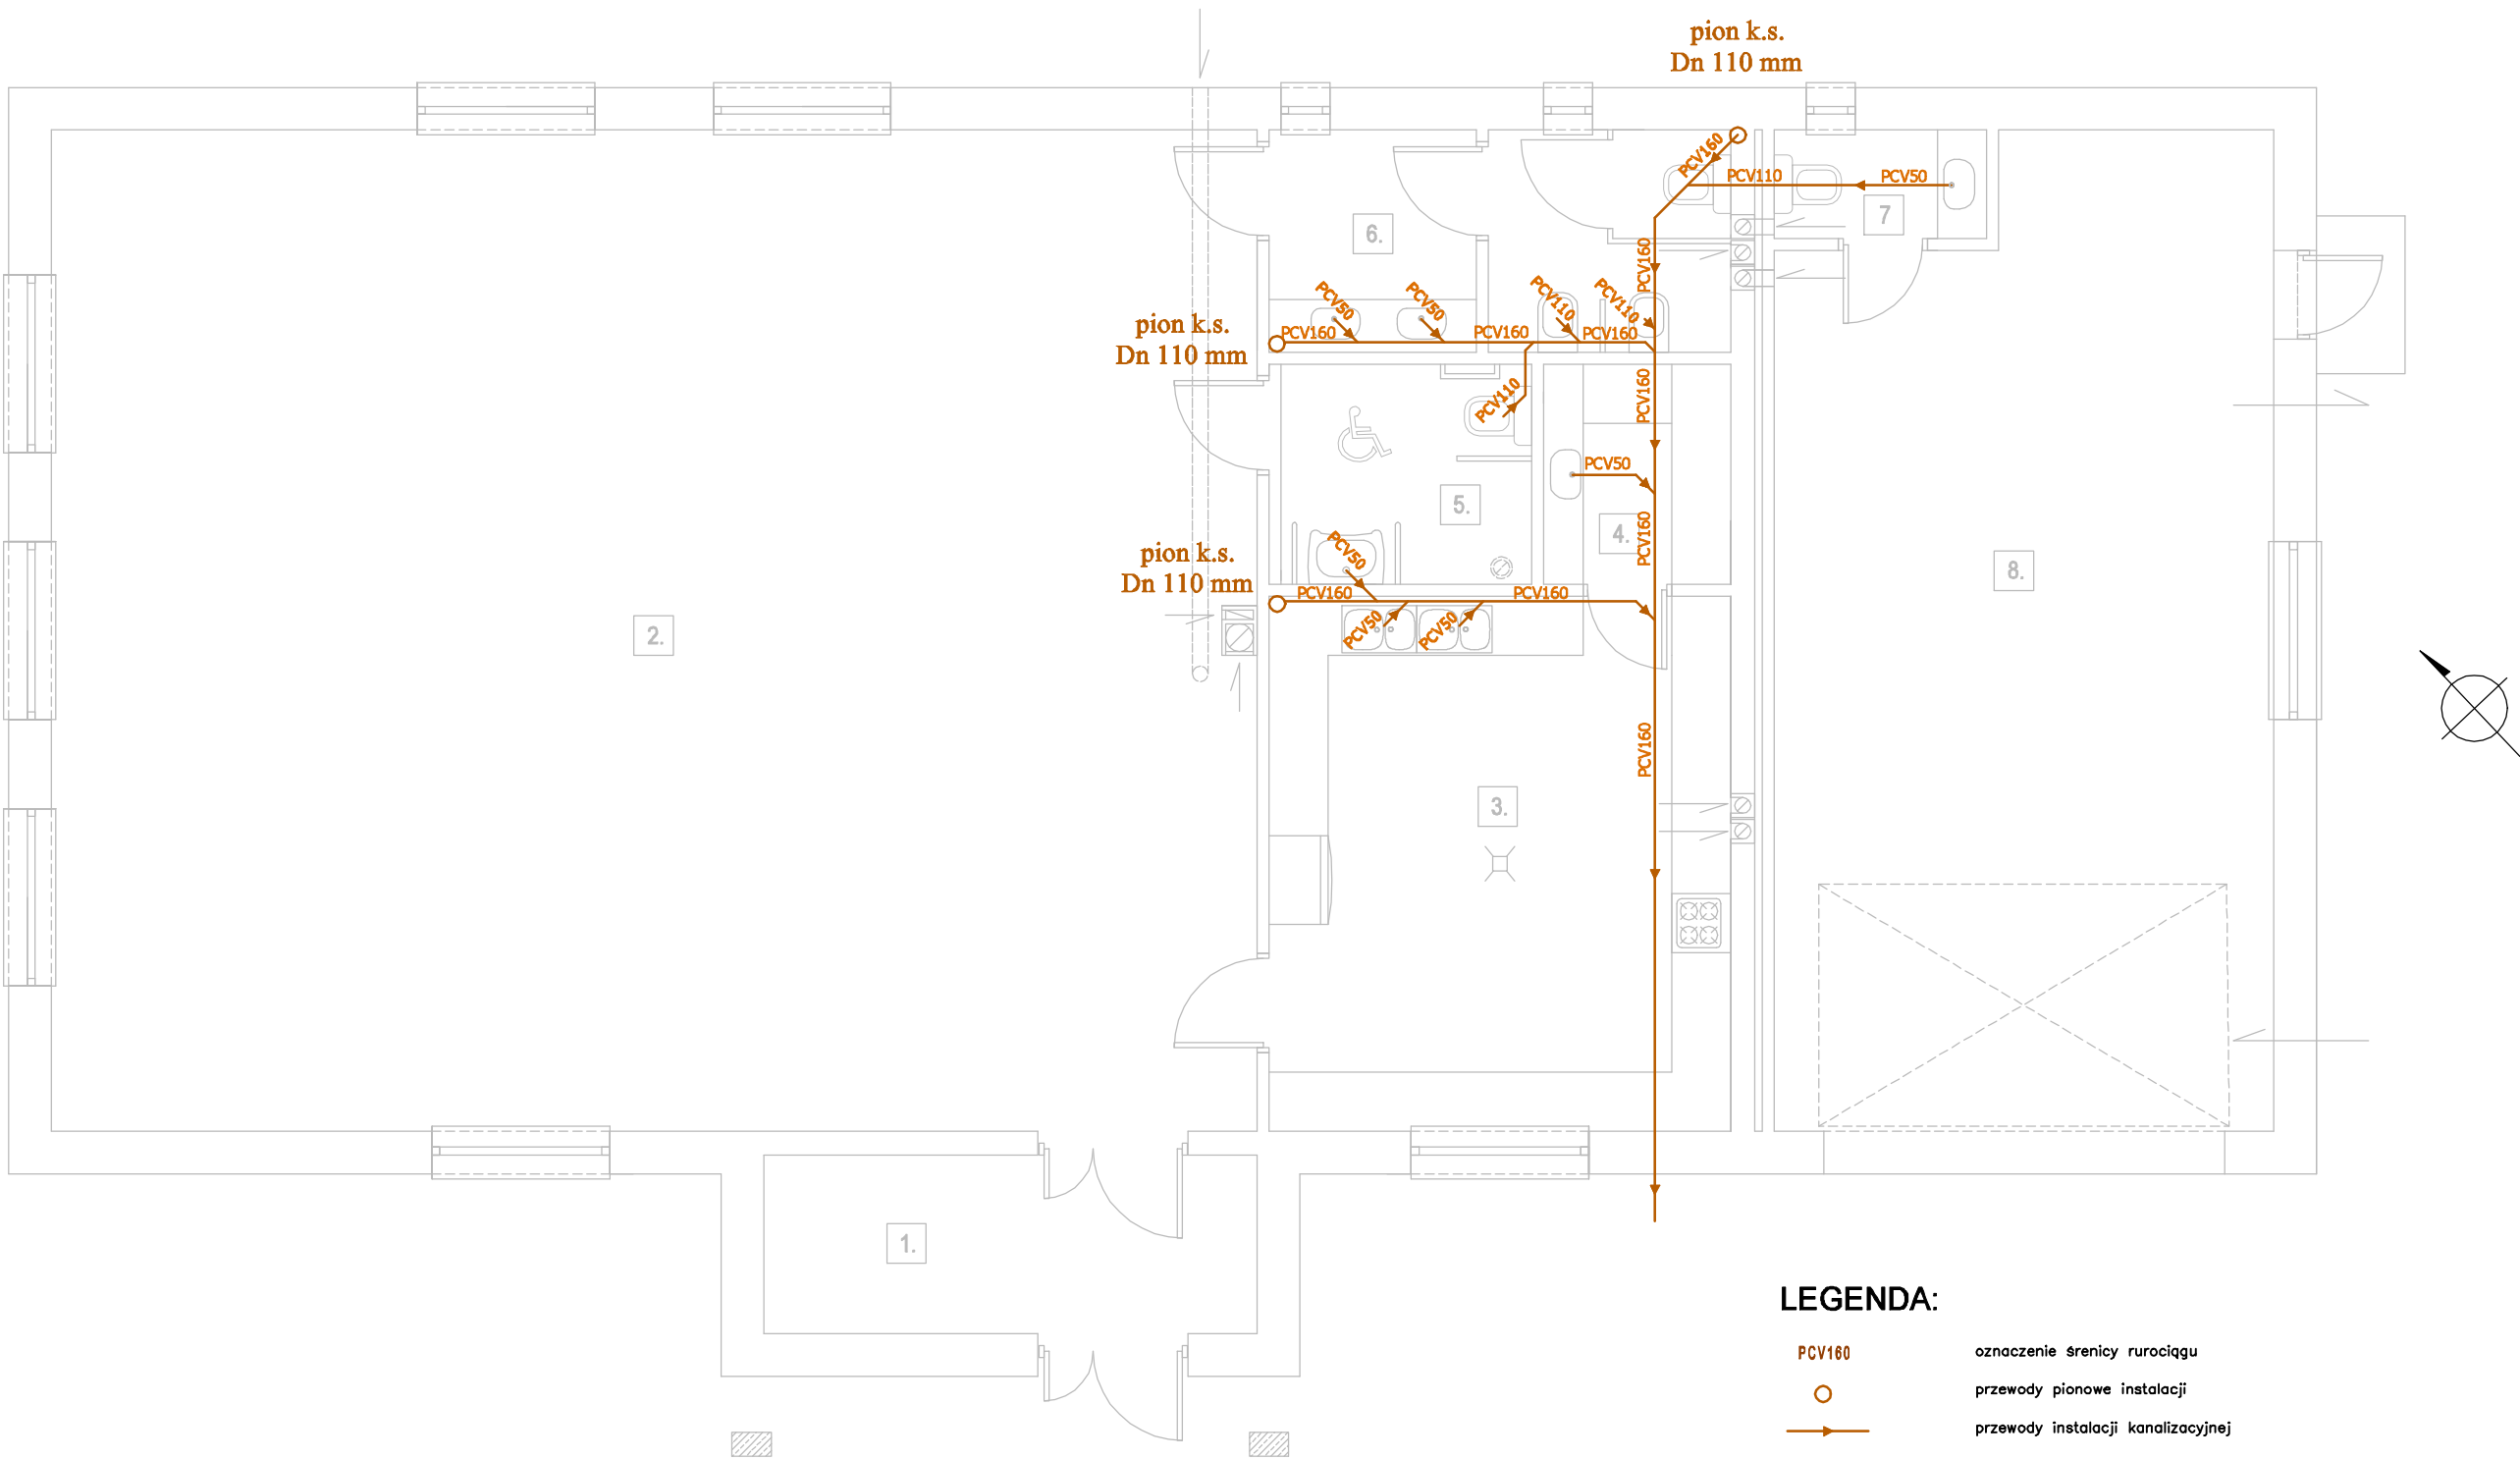 pion k.s.
Dn 110 mm
PCV160
PCV110
PCV50
7
6.
PCV160
PCV50
PCV50
PCV110
PCV110
pion k.s.
Dn 110 mm
PCV160
PCV160
PCV160
PCV110
PCV160
PCV50
5.
4.
PCV160
pion k.s.
Dn 110 mm
PCV50
PCV160
PCV160
8.
PCV50
PCV50
2.
PCV160
3.
1.
LEGENDA:
PCV160
oznaczenie śrenicy rurociągu
przewody pionowe instalacji
przewody instalacji kanalizacyjnej